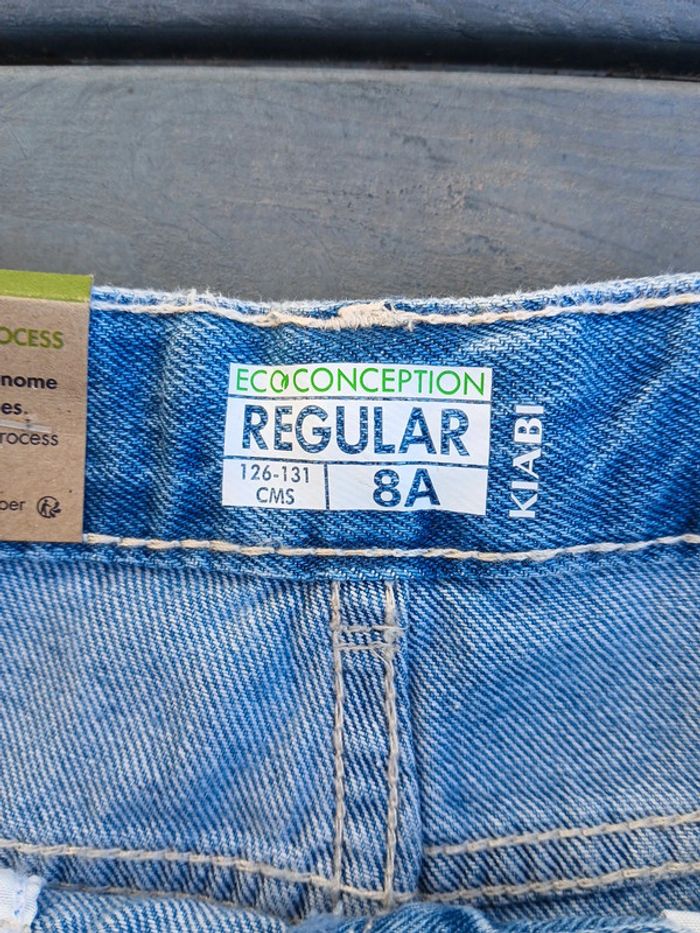 OCESS
nome
es.
rocess
per
ECOCONCEPTION
REGULAR
126-131
CMS
8A
KIABI